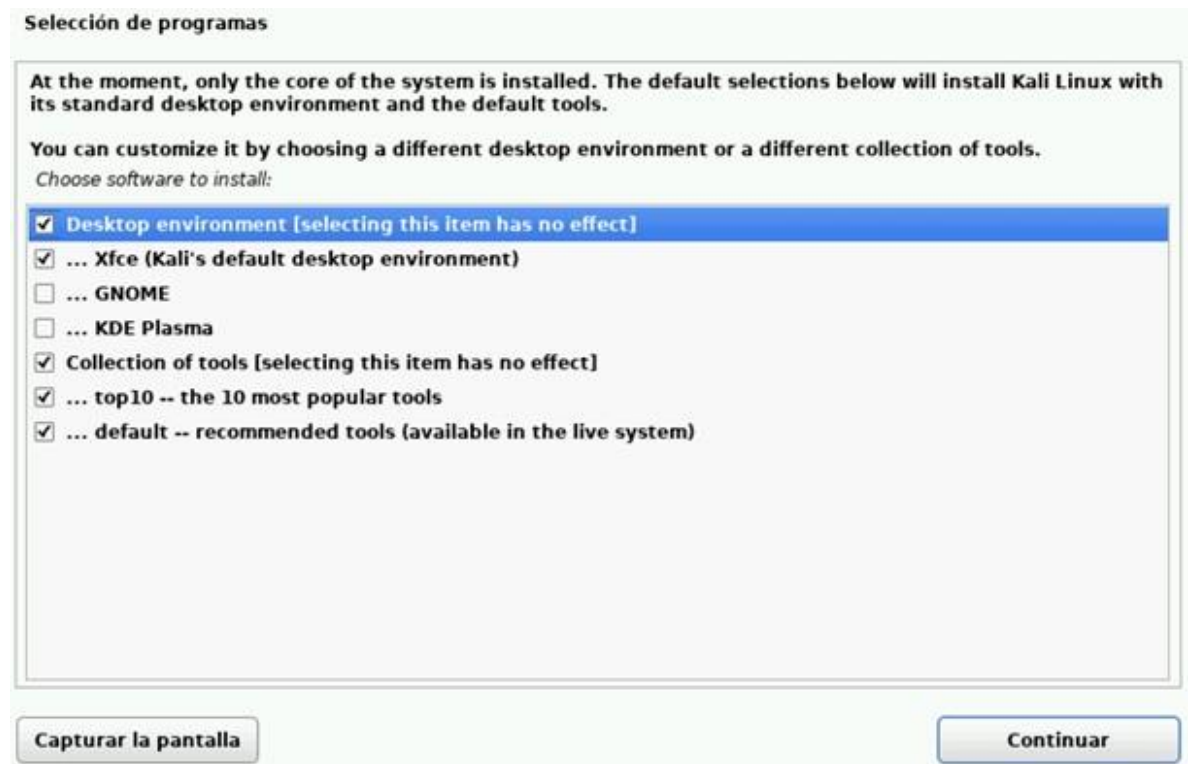 Selección de programas
At the moment, only the core of the system is installed. The default selections below will install Kali Linux with
its standard desktop environment and the default tools.
You can customize it by choosing a different desktop environment or a different collection of tools.
Choose software to install:
Desktop environment [selecting this item has no effect]
... Xfce (Kali's default desktop environment)
... GNOME
... KDE Plasma
Collection of tools [selecting this item has no effect]
... top10 -- the 10 most popular tools
... default -- recommended tools (available in the live system)
Capturar la pantalla
Continuar